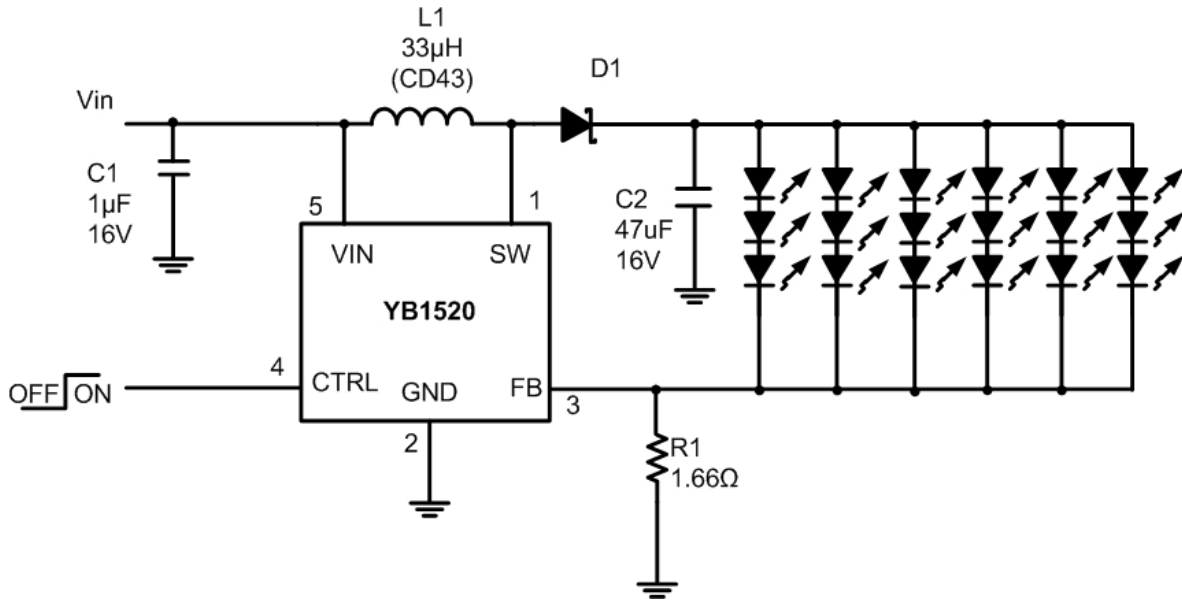 L1
33µH
(CD43)
D1
Vin
C1
1µF
16V
5
1
VIN
SW
C2
47uF
16V
YB1520
4
CTRL
GND
FB
3
OFF
ON
2
R1
1.66Ω